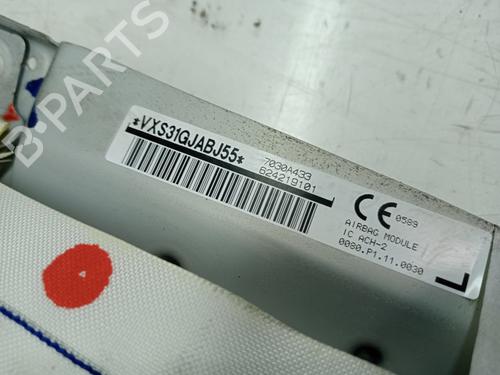 B-PARTS
*VXS31GJABJ55*
7030A433
624219101
CE 0589
AIRBAG MODULE
IC ACH-2
0080.P1.11.0030